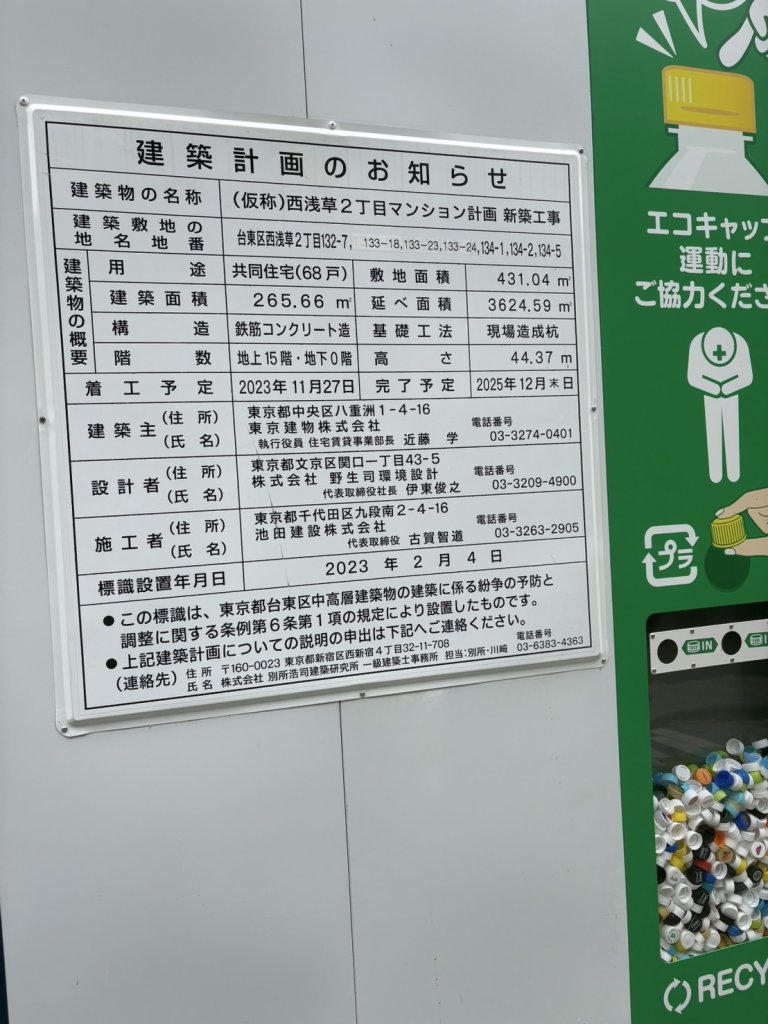 建築計画のお知らせ
建築物の名称 (仮称)西浅草2丁目マンション計画 新築工事
建築敷地の地名地番 台東区西浅草2丁目132-7, 133-18, 133-23, 133-24, 134-1, 134-2, 134-5
建築物の概要
用途 共同住宅(68戸) 敷地面積 431.04 ㎡
建築面積 265.66 ㎡ 延べ面積 3624.59 ㎡
構造 鉄筋コンクリート造 基礎工法 現場造成杭
階数 地上15階・地下0階 高さ 44.37 m
着工予定 2023年11月27日 完了予定 2025年12月末日
建築主 (住所) 東京都中央区八重洲1-4-16
(氏名) 東京建物株式会社 電話番号
執行役員 住宅賃貸事業部長 近藤 学 03-3274-0401
設計者 (住所) 東京都文京区関口一丁目43-5
(氏名) 株式会社 野生司環境設計 電話番号
代表取締役社長 伊東俊之 03-3209-4900
施工者 (住所) 東京都千代田区九段南2-4-16
(氏名) 池田建設株式会社 電話番号
代表取締役 古賀智道 03-3263-2905
標識設置年月日 2023年2月4日
●この標識は、東京都台東区中高層建築物の建築に係る紛争の予防と
調整に関する条例第6条第1項の規定により設置したものです。
●上記建築計画についての説明の申出は下記へご連絡ください。
(連絡先) 住所 〒160-0023 東京都新宿区西新宿4丁目32-11-708 電話番号
氏名 株式会社 別所浩司建築研究所 一級建築士事務所 担当:別所・川﨑 03-6383-4363
エコキャップ
運動に
ご協力くださ
プラ
IN
IN
RECY